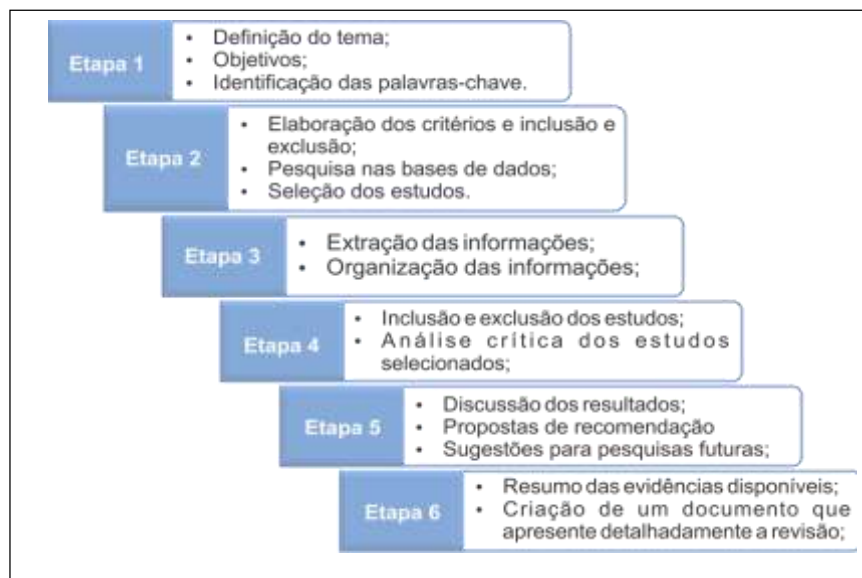 Etapa 1
• Definição do tema;
• Objetivos;
• Identificação das palavras-chave.
Etapa 2
• Elaboração dos critérios e inclusão e
exclusão;
• Pesquisa nas bases de dados;
• Seleção dos estudos.
Etapa 3
• Extração das informações;
• Organização das informações;
Etapa 4
• Inclusão e exclusão dos estudos;
• Análise crítica dos estudos
selecionados;
Etapa 5
• Discussão dos resultados;
• Propostas de recomendação
• Sugestões para pesquisas futuras;
Etapa 6
• Resumo das evidências disponíveis;
• Criação de um documento que
apresente detalhadamente a revisão;